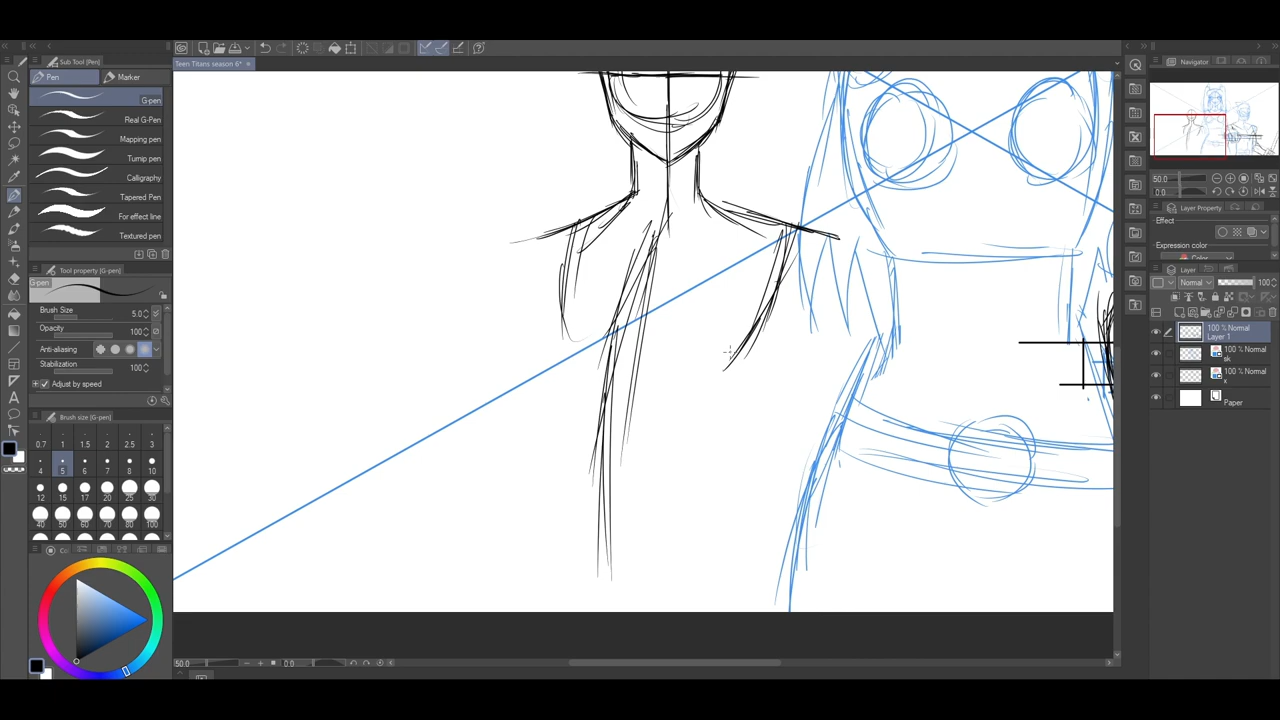 Sub Tool [Pen]
Teen Titans season 6*
Navigator
Pen
Marker
G-pen
Real G-Pen
Mapping pen
Turnip pen
Calligraphy
Tapered Pen
For effect line
Textured pen
50.0
0.0
Layer Property
Effect
Expression color
Color
Tool property [G-pen]
G-pen
Layer
Normal
100
Brush Size
5.0
Opacity
100
Anti-aliasing
Stabilization
100
Adjust by speed
100 % Normal
Layer 1
100 % Normal
sk
100 % Normal
x
Paper
Brush size [G-pen]
0.7 1 1.5 2 2.5 3
4 5 6 7 8 10
12 15 17 20 25 30
40 50 60 70 80 100
50.0
0.0